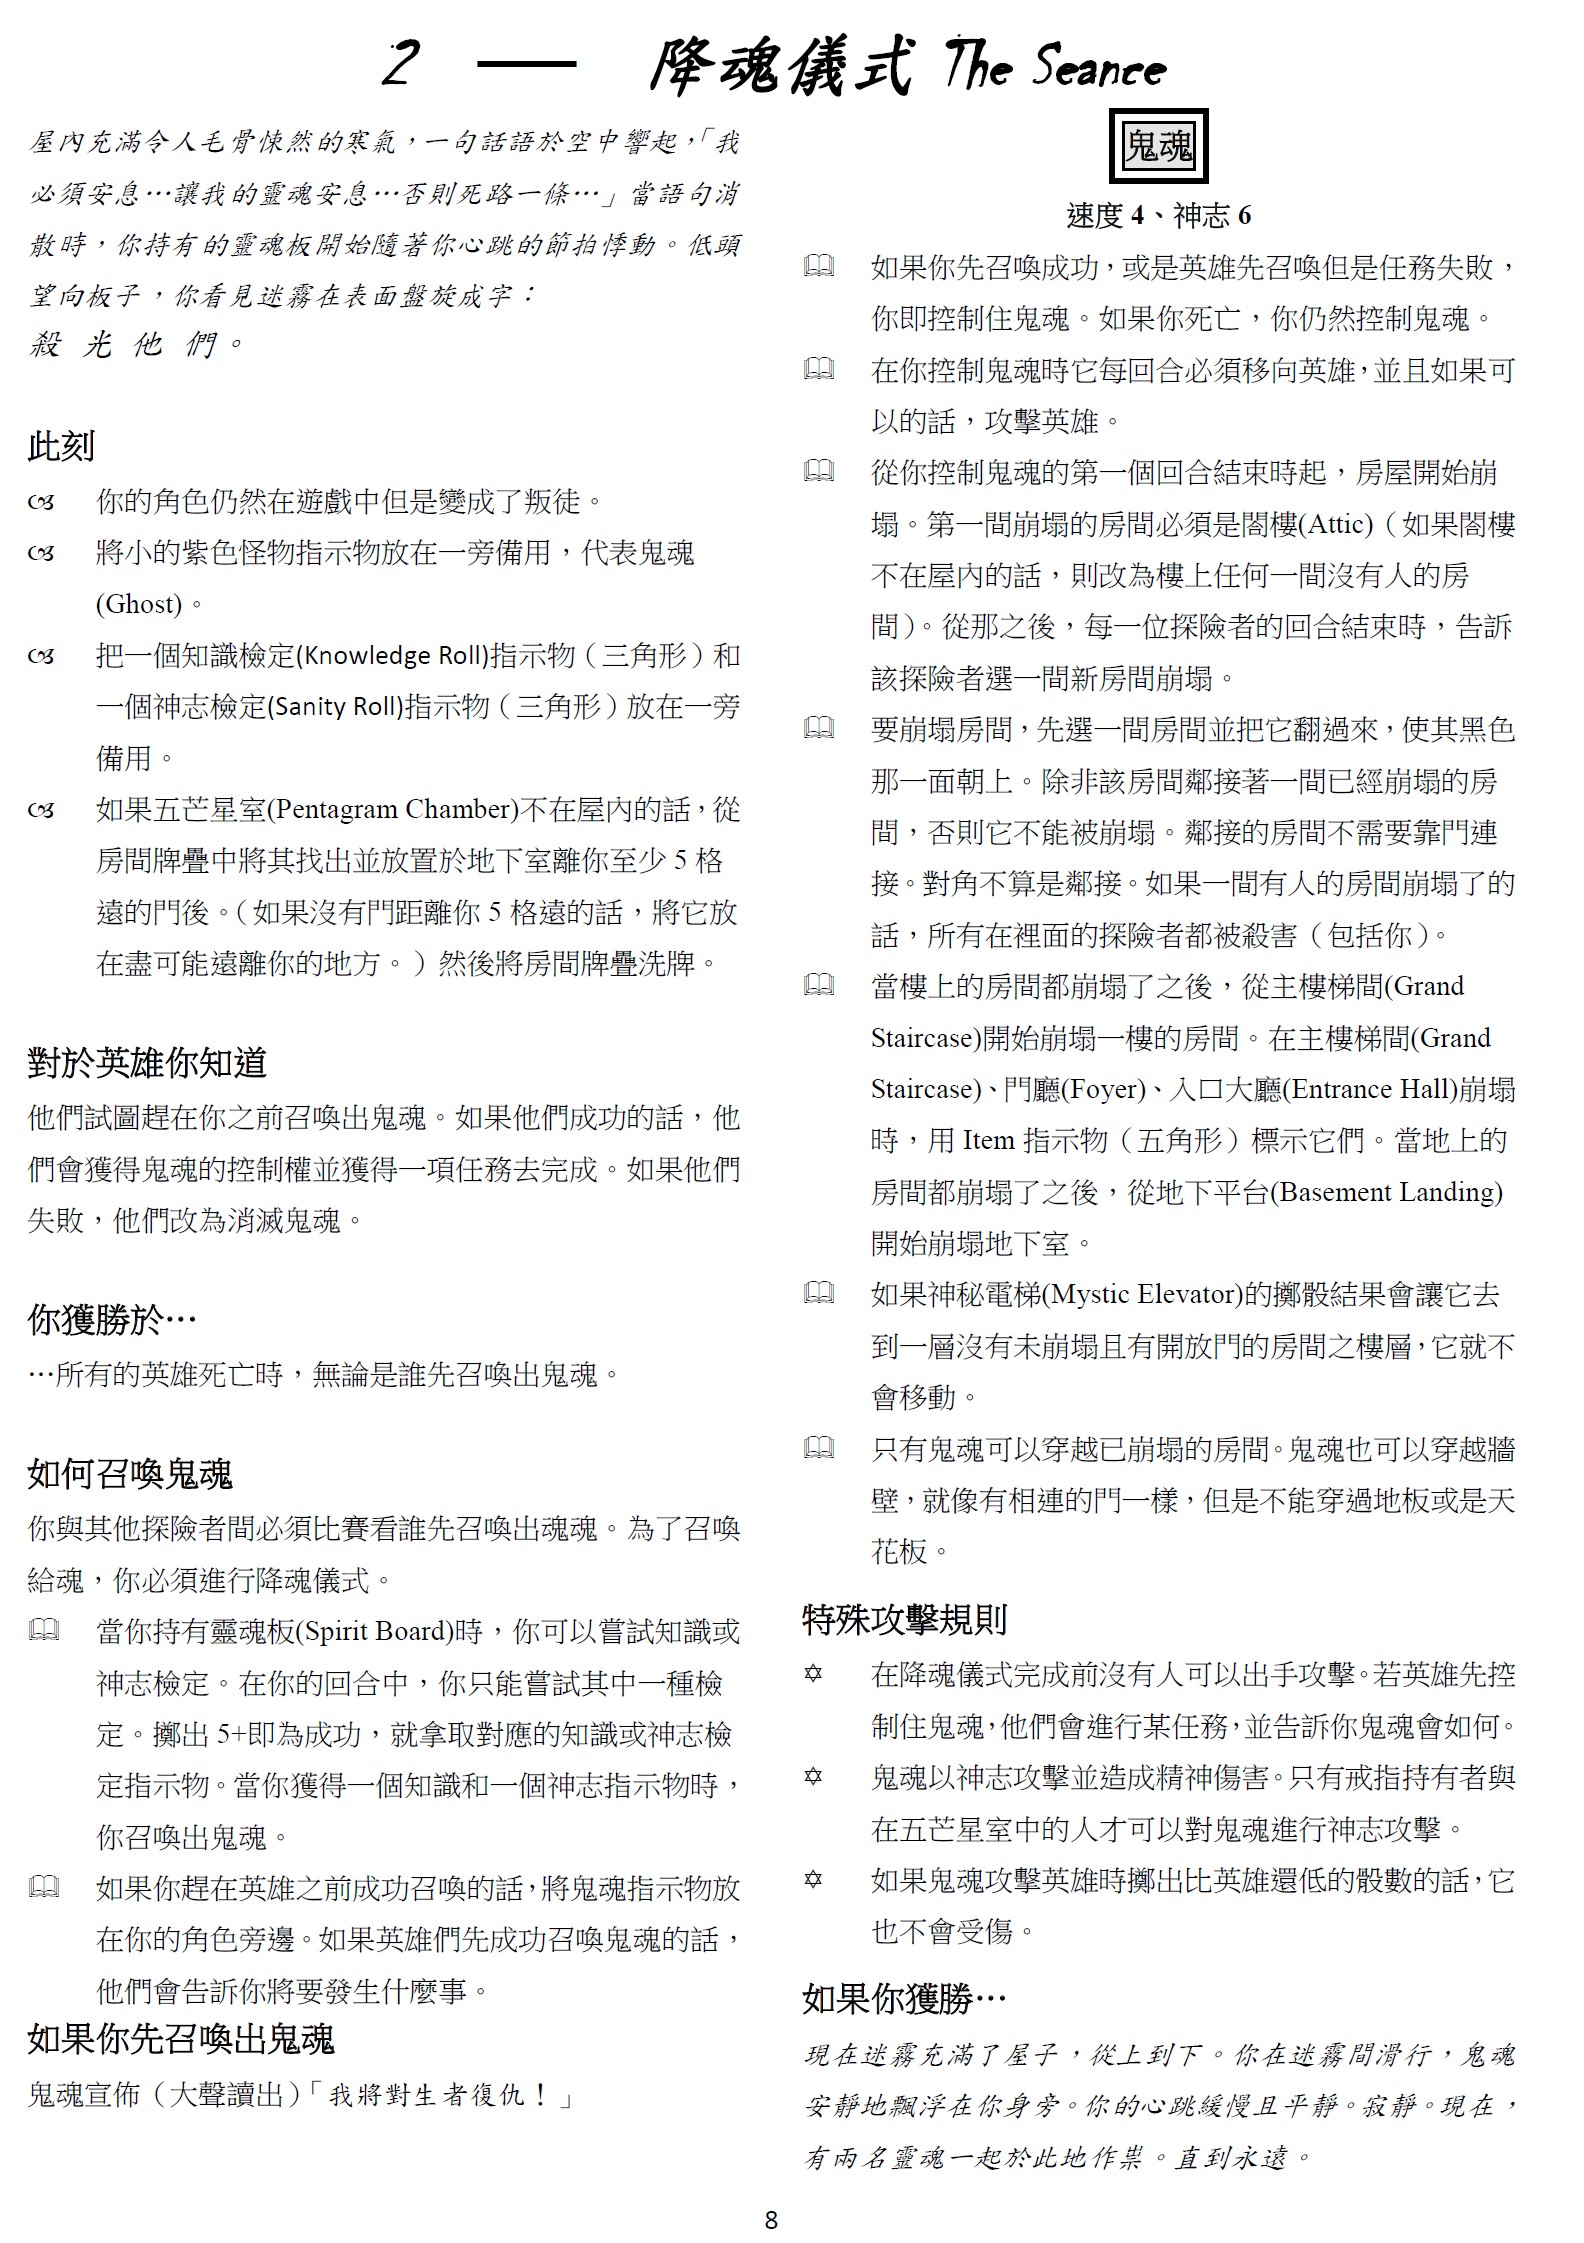 2 — 降魂儀式 The Seance
屋內充滿令人毛骨悚然的寒氣，一句話語於空中響起，「我
必須安息…讓我的靈魂安息…否則死路一條…」當語句消
散時，你持有的靈魂板開始隨著你心跳的節拍悸動。低頭
望向板子，你看見迷霧在表面盤旋成字：
殺 光 他 們。
此刻
你的角色仍然在遊戲中但是變成了叛徒。
將小的紫色怪物指示物放在一旁備用，代表鬼魂
(Ghost)。
把一個知識檢定(Knowledge Roll)指示物（三角形）和
一個神志檢定(Sanity Roll)指示物（三角形）放在一旁
備用。
如果五芒星室(Pentagram Chamber)不在屋內的話，從
房間牌疊中將其找出並放置於地下室離你至少 5 格
遠的門後。（如果沒有門距離你 5 格遠的話，將它放
在盡可能遠離你的地方。）然後將房間牌疊洗牌。
對於英雄你知道
他們試圖趕在你之前召喚出鬼魂。如果他們成功的話，他
們會獲得鬼魂的控制權並獲得一項任務去完成。如果他們
失敗，他們改為消滅鬼魂。
你獲勝於…
…所有的英雄死亡時，無論是誰先召喚出鬼魂。
如何召喚鬼魂
你與其他探險者間必須比賽看誰先召喚出魂魂。為了召喚
給魂，你必須進行降魂儀式。
當你持有靈魂板(Spirit Board)時，你可以嘗試知識或
神志檢定。在你的回合中，你只能嘗試其中一種檢
定。擲出 5+即為成功，就拿取對應的知識或神志檢
定指示物。當你獲得一個知識和一個神志指示物時，
你召喚出鬼魂。
如果你趕在英雄之前成功召喚的話，將鬼魂指示物放
在你的角色旁邊。如果英雄們先成功召喚鬼魂的話，
他們會告訴你將要發生什麼事。
如果你先召喚出鬼魂
鬼魂宣佈（大聲讀出）「我將對生者復仇！」
鬼魂
速度 4、神志 6
如果你先召喚成功，或是英雄先召喚但是任務失敗，
你即控制住鬼魂。如果你死亡，你仍然控制鬼魂。
在你控制鬼魂時它每回合必須移向英雄，並且如果可
以的話，攻擊英雄。
從你控制鬼魂的第一個回合結束時起，房屋開始崩
塌。第一間崩塌的房間必須是閣樓(Attic)（如果閣樓
不在屋內的話，則改為樓上任何一間沒有人的房
間）。從那之後，每一位探險者的回合結束時，告訴
該探險者選一間新房間崩塌。
要崩塌房間，先選一間房間並把它翻過來，使其黑色
那一面朝上。除非該房間鄰接著一間已經崩塌的房
間，否則它不能被崩塌。鄰接的房間不需要靠門連
接。對角不算是鄰接。如果一間有人的房間崩塌了的
話，所有在裡面的探險者都被殺害（包括你）。
當樓上的房間都崩塌了之後，從主樓梯間(Grand
Staircase)開始崩塌一樓的房間。在主樓梯間(Grand
Staircase)、門廳(Foyer)、入口大廳(Entrance Hall)崩塌
時，用 Item 指示物（五角形）標示它們。當地上的
房間都崩塌了之後，從地下平台(Basement Landing)
開始崩塌地下室。
如果神秘電梯(Mystic Elevator)的擲骰結果會讓它去
到一層沒有未崩塌且有開放門的房間之樓層，它就不
會移動。
只有鬼魂可以穿越已崩塌的房間。鬼魂也可以穿越牆
壁，就像有相連的門一樣，但是不能穿過地板或是天
花板。
特殊攻擊規則
在降魂儀式完成前沒有人可以出手攻擊。若英雄先控
制住鬼魂，他們會進行某任務，並告訴你鬼魂會如何。
鬼魂以神志攻擊並造成精神傷害。只有戒指持有者與
在五芒星室中的人才可以對鬼魂進行神志攻擊。
如果鬼魂攻擊英雄時擲出比英雄還低的骰數的話，它
也不會受傷。
如果你獲勝…
現在迷霧充滿了屋子，從上到下。你在迷霧間滑行，鬼魂
安靜地飄浮在你身旁。你的心跳緩慢且平靜。寂靜。現在，
有兩名靈魂一起於此地作祟。直到永遠。
8